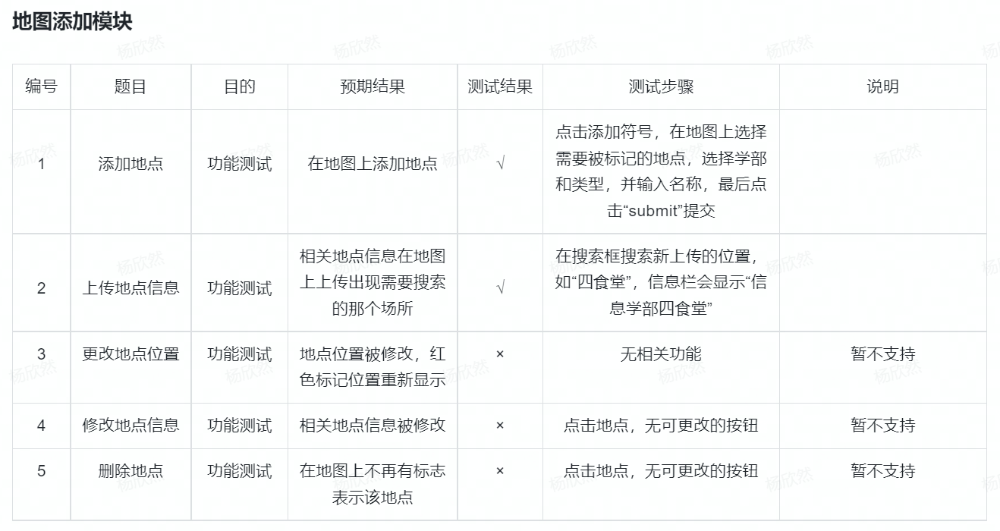 地图添加模块
编号 题目 目的 预期结果 测试结果 测试步骤 说明
1 添加地点 功能测试 在地图上添加地点 √
点击添加符号，在地图上选择
需要被标记的地点，选择学部
和类型，并输入名称，最后点
击“submit”提交
2 上传地点信息 功能测试
相关地点信息在地图
上上传出现需要搜索
的那个场所
√
在搜索框搜索新上传的位置，
如“四食堂”，信息栏会显示“信
息学部四食堂”
3 更改地点位置 功能测试
地点位置被修改，红
色标记位置重新显示
× 无相关功能 暂不支持
4 修改地点信息 功能测试 相关地点信息被修改 × 点击地点，无可更改的按钮 暂不支持
5 删除地点 功能测试
在地图上不再有标志
表示该地点
× 点击地点，无可更改的按钮 暂不支持
杨欣然